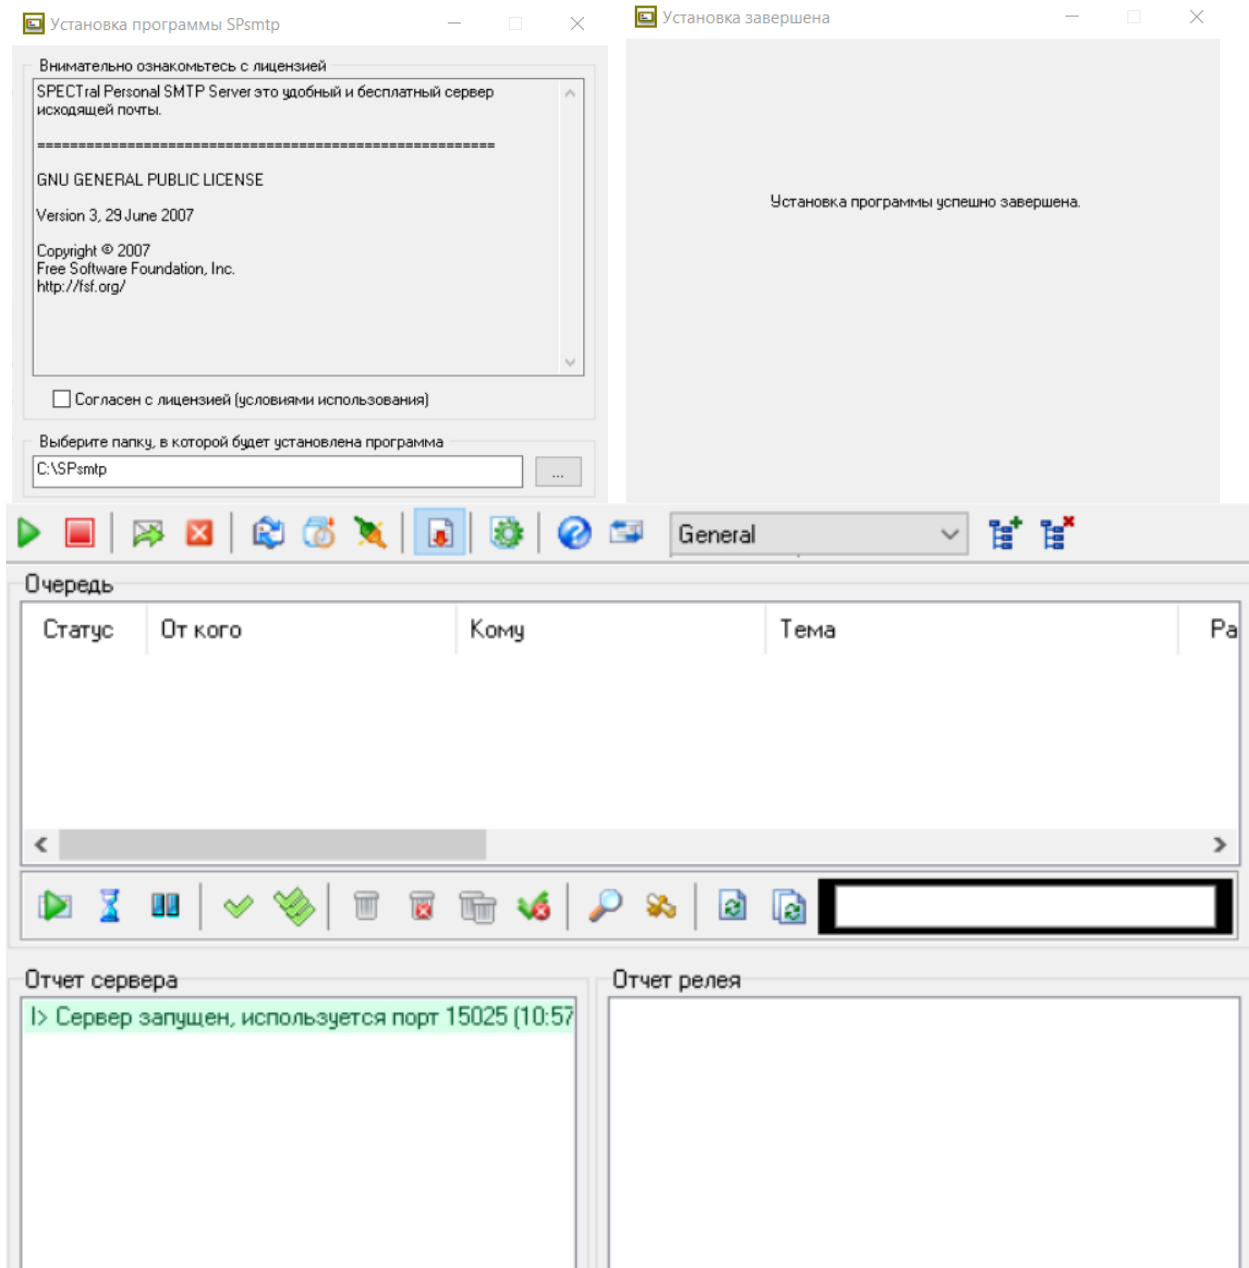 Установка программы SPsmtp
Внимательно ознакомьтесь с лицензией
SPECTral Personal SMTP Server это удобный и бесплатный сервер
исходящей почты.
=======================================================
GNU GENERAL PUBLIC LICENSE
Version 3, 29 June 2007
Copyright © 2007
Free Software Foundation, Inc.
http://fsf.org/
Согласен с лицензией (условиями использования)
Выберите папку, в которой будет установлена программа
C:\SPsmtp
...
Установка завершена
Установка программы успешно завершена.
General
Очередь
Статус От кого Кому Тема Ра
Отчет сервера
I> Сервер запущен, используется порт 15025 (10:57
Отчет релея